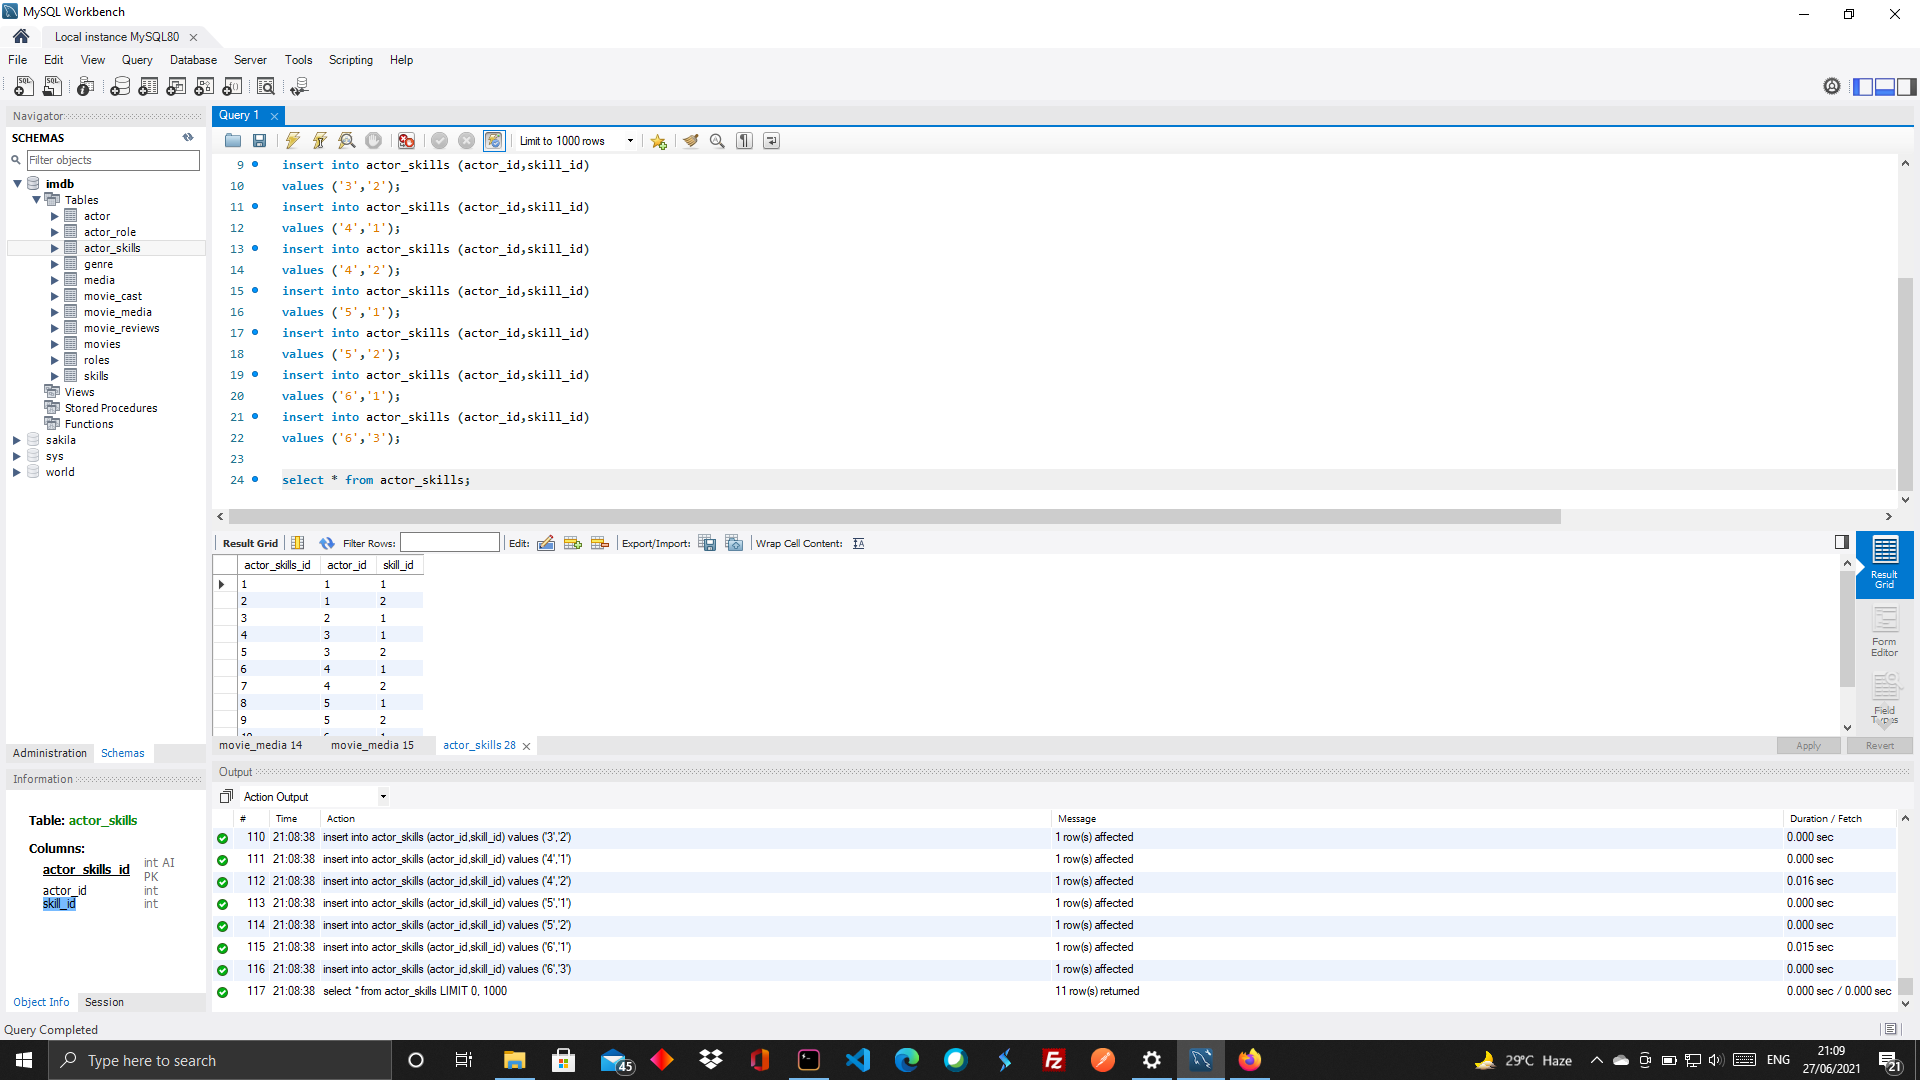 MySQL Workbench
Local instance MySQL80
File Edit View Query Database Server Tools Scripting Help
Navigator
SCHEMAS
Filter objects
imdb
Tables
actor
actor_role
actor_skills
genre
media
movie_cast
movie_media
movie_reviews
movies
roles
skills
Views
Stored Procedures
Functions
sakila
sys
world
Administration Schemas
Information
Table: actor_skills
Columns:
actor_skills_id int AI PK
actor_id int
skill_id int
Object Info Session
Query 1
Limit to 1000 rows
9 insert into actor_skills (actor_id,skill_id)
10 values ('3','2');
11 insert into actor_skills (actor_id,skill_id)
12 values ('4','1');
13 insert into actor_skills (actor_id,skill_id)
14 values ('4','2');
15 insert into actor_skills (actor_id,skill_id)
16 values ('5','1');
17 insert into actor_skills (actor_id,skill_id)
18 values ('5','2');
19 insert into actor_skills (actor_id,skill_id)
20 values ('6','1');
21 insert into actor_skills (actor_id,skill_id)
22 values ('6','3');
23
24 select * from actor_skills;
Result Grid Filter Rows: Edit: Export/Import: Wrap Cell Content:
actor_skills_id actor_id skill_id
1 1 1
2 1 2
3 2 1
4 3 1
5 3 2
6 4 1
7 4 2
8 5 1
9 5 2
Result Grid
Form Editor
Field Types
movie_media 14 movie_media 15 actor_skills 28 Apply Revert
Output
Action Output
# Time Action Message Duration / Fetch
110 21:08:38 insert into actor_skills (actor_id,skill_id) values ('3','2') 1 row(s) affected 0.000 sec
111 21:08:38 insert into actor_skills (actor_id,skill_id) values ('4','1') 1 row(s) affected 0.000 sec
112 21:08:38 insert into actor_skills (actor_id,skill_id) values ('4','2') 1 row(s) affected 0.016 sec
113 21:08:38 insert into actor_skills (actor_id,skill_id) values ('5','1') 1 row(s) affected 0.000 sec
114 21:08:38 insert into actor_skills (actor_id,skill_id) values ('5','2') 1 row(s) affected 0.000 sec
115 21:08:38 insert into actor_skills (actor_id,skill_id) values ('6','1') 1 row(s) affected 0.015 sec
116 21:08:38 insert into actor_skills (actor_id,skill_id) values ('6','3') 1 row(s) affected 0.000 sec
117 21:08:38 select * from actor_skills LIMIT 0, 1000 11 row(s) returned 0.000 sec / 0.000 sec
Query Completed
Type here to search
45
29°C Haze
ENG
21:09
27/06/2021
21